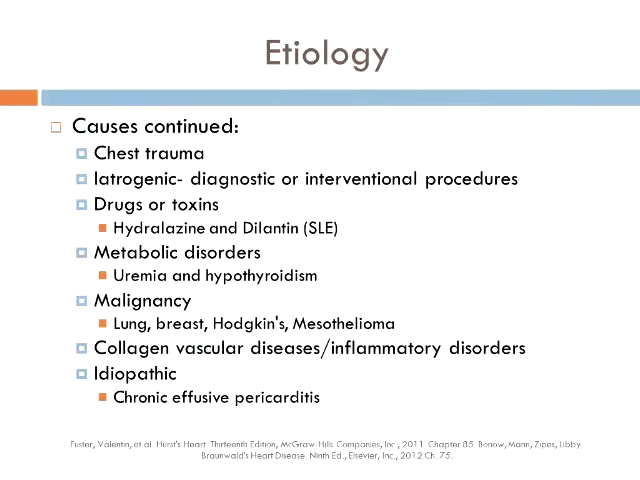 Etiology
Causes continued:
Chest trauma
Iatrogenic- diagnostic or interventional procedures
Drugs or toxins
Hydralazine and Dilantin (SLE)
Metabolic disorders
Uremia and hypothyroidism
Malignancy
Lung, breast, Hodgkin's, Mesothelioma
Collagen vascular diseases/inflammatory disorders
Idiopathic
Chronic effusive pericarditis
Fuster, Valentin, et al. Hurst's Heart. Thirteenth Edition, McGraw-Hills Companies, Inc., 2011. Chapter 85. Bonow, Mann, Zipes, Libby.
Braunwald's Heart Disease. Ninth Ed., Elsevier, Inc., 2012 Ch. 75.